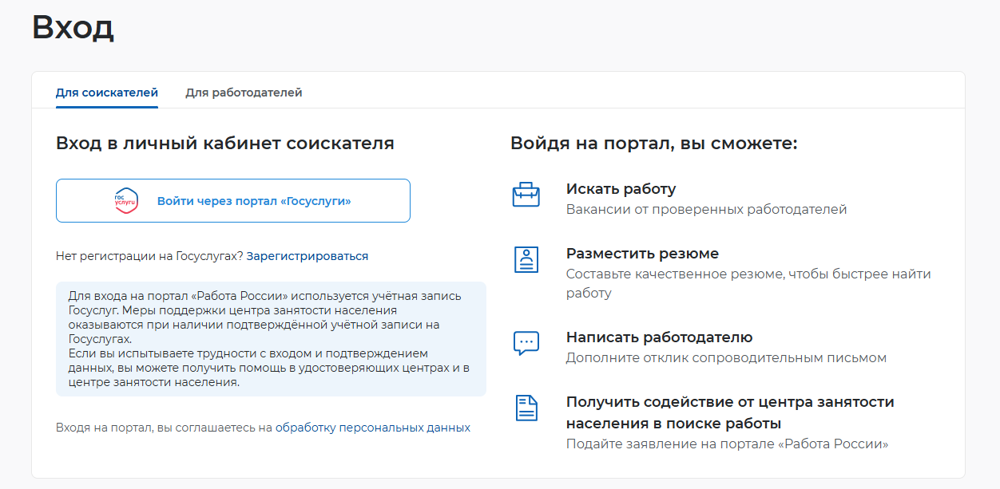 Вход
Для соискателей
Для работодателей
Вход в личный кабинет соискателя
гос
услуги
Войти через портал «Госуслуги»
Нет регистрации на Госуслугах? Зарегистрироваться
Для входа на портал «Работа России» используется учётная запись
Госуслуг. Меры поддержки центра занятости населения
оказываются при наличии подтверждённой учётной записи на
Госуслугах.
Если вы испытываете трудности с входом и подтверждением
данных, вы можете получить помощь в удостоверяющих центрах и в
центре занятости населения.
Входя на портал, вы соглашаетесь на обработку персональных данных
Войдя на портал, вы сможете:
Искать работу
Вакансии от проверенных работодателей
Разместить резюме
Составьте качественное резюме, чтобы быстрее найти
работу
Написать работодателю
Дополните отклик сопроводительным письмом
Получить содействие от центра занятости
населения в поиске работы
Подайте заявление на портале «Работа России»